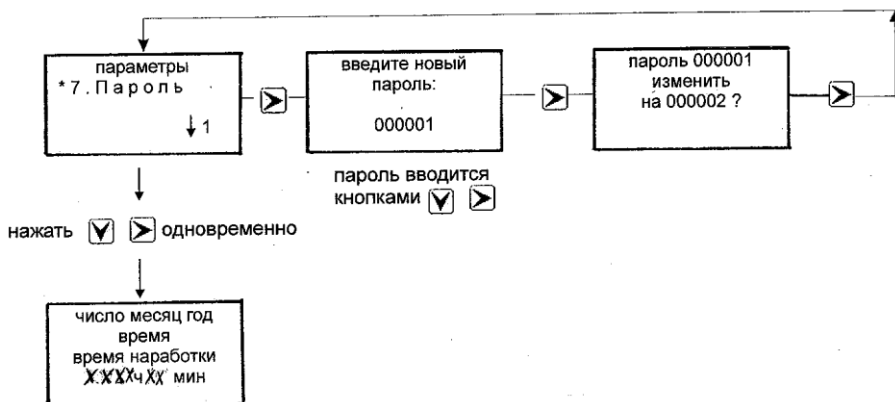 параметры
*7.Пароль
↓1
введите новый
пароль:
000001
пароль 000001
изменить
на 000002 ?
пароль вводится
кнопками
нажать одновременно
число месяц год
время
время наработки
XXXXч XX мин